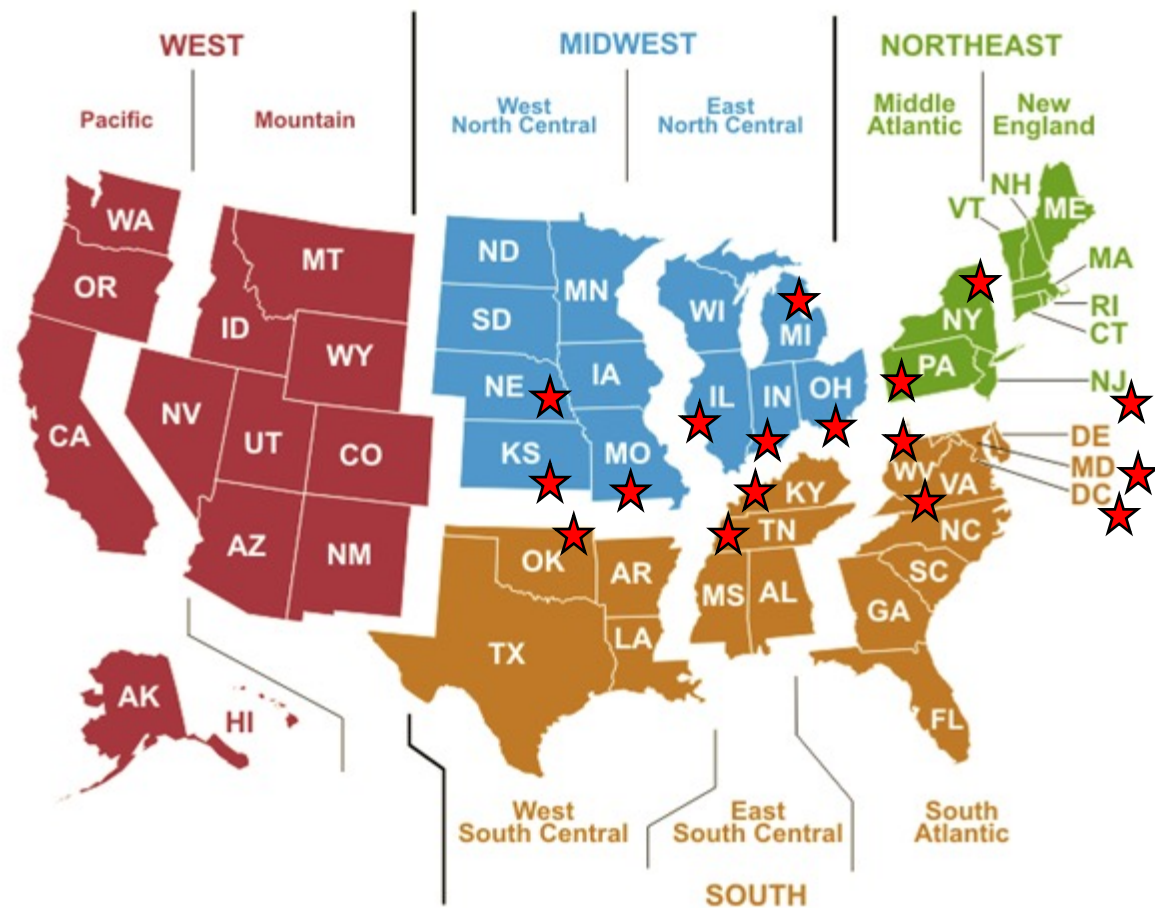 WEST
MIDWEST
NORTHEAST
Pacific
Mountain
West
North Central
East
North Central
Middle
Atlantic
New
England
NH
VT
ME
WA
MT
ND
MA
OR
MN
RI
ID
SD
WI
MI
NY
CT
WY
NE
IA
IL
IN
OH
PA
NJ
NV
CA
UT
CO
KS
MO
DE
MD
DC
WV
VA
KY
TN
NC
AZ
NM
OK
AR
MS
AL
SC
GA
TX
LA
AK
HI
FL
West
South Central
East
South Central
South
Atlantic
SOUTH